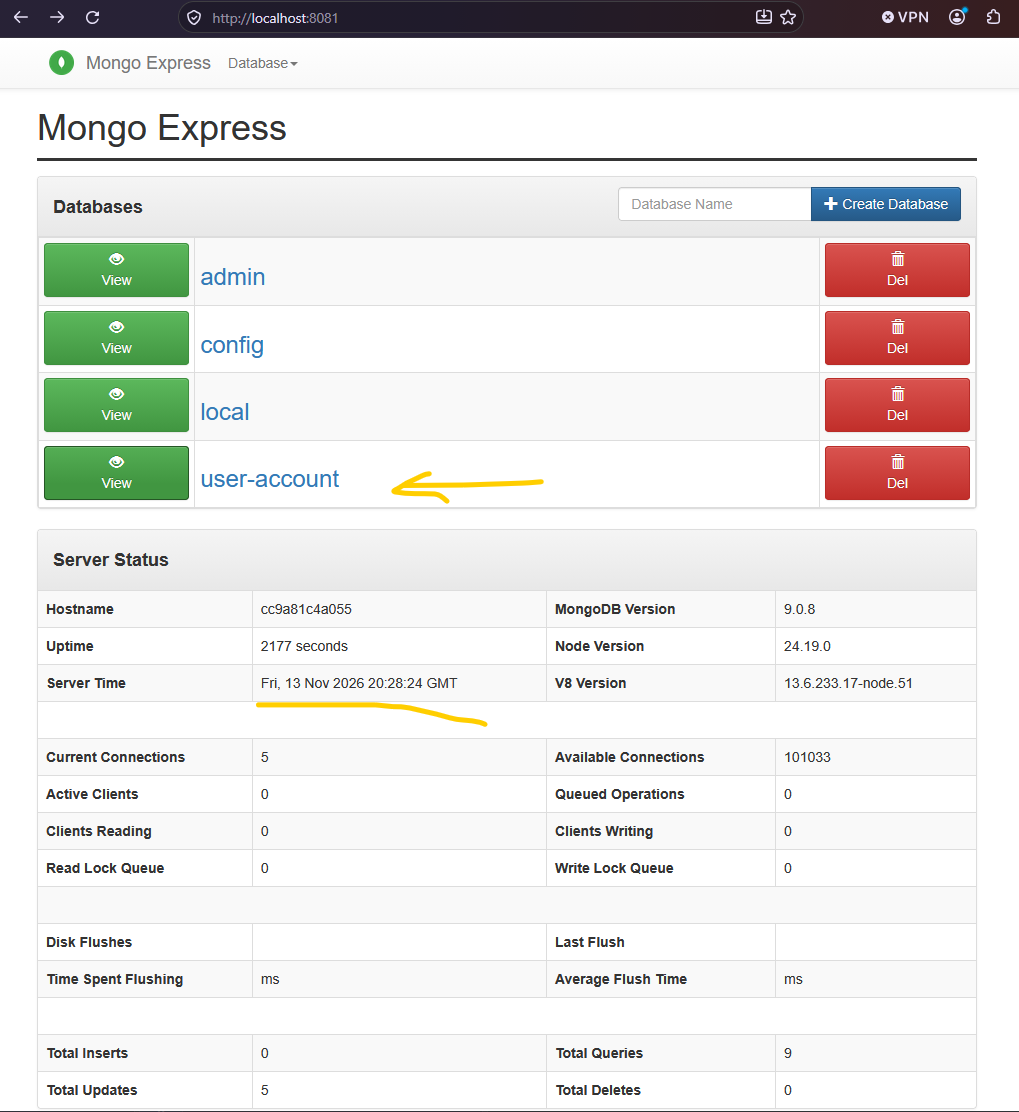 http://localhost:8081
VPN
Mongo Express Database
Mongo Express
Databases
Database Name
Create Database
View admin Del
View config Del
View local Del
View user-account Del
Server Status
Hostname cc9a81c4a055 MongoDB Version 9.0.8
Uptime 2177 seconds Node Version 24.19.0
Server Time Fri, 13 Nov 2026 20:28:24 GMT V8 Version 13.6.233.17-node.51
Current Connections 5 Available Connections 101033
Active Clients 0 Queued Operations 0
Clients Reading 0 Clients Writing 0
Read Lock Queue 0 Write Lock Queue 0
Disk Flushes Last Flush
Time Spent Flushing ms Average Flush Time ms
Total Inserts 0 Total Queries 9
Total Updates 5 Total Deletes 0